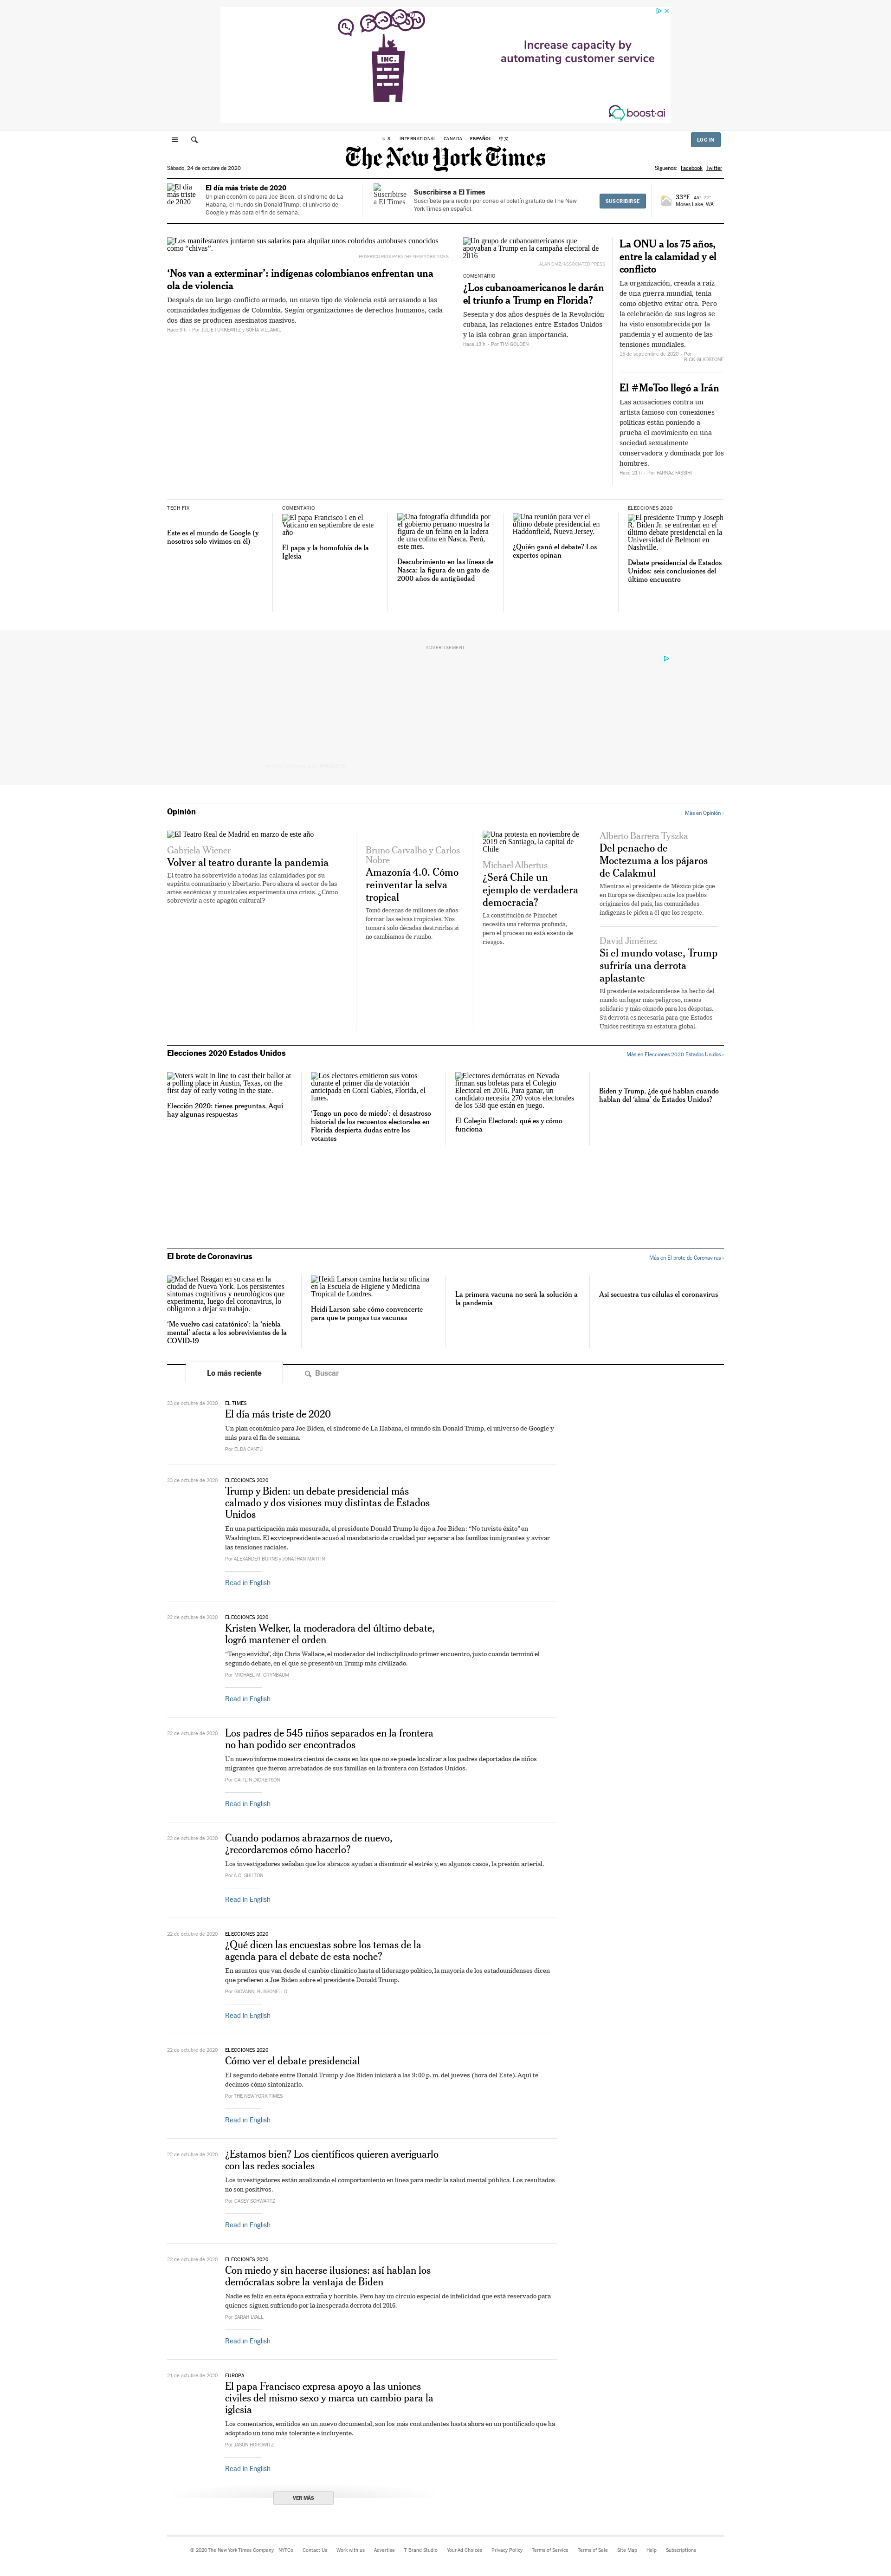 INC.
Increase capacity by
automating customer service
boost.ai
U.S. INTERNATIONAL CANADA ESPAÑOL 中文
LOG IN
The New York Times
Sábado, 24 de octubre de 2020
Síguenos: Facebook Twitter
El día más triste de 2020
El día más triste de 2020
Un plan económico para Joe Biden, el síndrome de La
Habana, el mundo sin Donald Trump, el universo de
Google y más para el fin de semana.
Suscribirse a El Times
Suscribirse a El Times
Suscríbete para recibir por correo el boletín gratuito de The New
York Times en español.
SUSCRIBIRSE
33°F 45° 22°
Moses Lake, WA
Los manifestantes juntaron sus salarios para alquilar unos coloridos autobuses conocidos
como “chivas”.
FEDERICO RIOS PARA THE NEW YORK TIMES
‘Nos van a exterminar’: indígenas colombianos enfrentan una
ola de violencia
Después de un largo conflicto armado, un nuevo tipo de violencia está arrasando a las
comunidades indígenas de Colombia. Según organizaciones de derechos humanos, cada
dos días se producen asesinatos masivos.
Hace 8 h - Por JULIE TURKEWITZ y SOFÍA VILLAMIL
Un grupo de cubanoamericanos que
apoyaban a Trump en la campaña electoral de
2016
ALAN DIAZ/ASSOCIATED PRESS
COMENTARIO
¿Los cubanoamericanos le darán
el triunfo a Trump en Florida?
Sesenta y dos años después de la Revolución
cubana, las relaciones entre Estados Unidos
y la isla cobran gran importancia.
Hace 13 h - Por TIM GOLDEN
La ONU a los 75 años,
entre la calamidad y el
conflicto
La organización, creada a raíz
de una guerra mundial, tenía
como objetivo evitar otra. Pero
la celebración de sus logros se
ha visto ensombrecida por la
pandemia y el aumento de las
tensiones mundiales.
15 de septiembre de 2020 - Por
RICK GLADSTONE
El #MeToo llegó a Irán
Las acusaciones contra un
artista famoso con conexiones
políticas están poniendo a
prueba el movimiento en una
sociedad sexualmente
conservadora y dominada por los
hombres.
Hace 21 h - Por FARNAZ FASSIHI
TECH FIX
Este es el mundo de Google (y
nosotros solo vivimos en él)
COMENTARIO
El papa Francisco I en el
Vaticano en septiembre de este
año
El papa y la homofobia de la
Iglesia
Una fotografía difundida por
el gobierno peruano muestra la
figura de un felino en la ladera
de una colina en Nasca, Perú,
este mes.
Descubrimiento en las líneas de
Nasca: la figura de un gato de
2000 años de antigüedad
Una reunión para ver el
último debate presidencial en
Haddonfield, Nueva Jersey.
¿Quién ganó el debate? Los
expertos opinan
ELECCIONES 2020
El presidente Trump y Joseph
R. Biden Jr. se enfrentan en el
último debate presidencial en la
Universidad de Belmont en
Nashville.
Debate presidencial de Estados
Unidos: seis conclusiones del
último encuentro
ADVERTISEMENT
Opinión
Más en Opinión ›
El Teatro Real de Madrid en marzo de este año
Gabriela Wiener
Volver al teatro durante la pandemia
El teatro ha sobrevivido a todas las calamidades por su
espíritu comunitario y libertario. Pero ahora el sector de las
artes escénicas y musicales experimenta una crisis. ¿Cómo
sobrevivir a este apagón cultural?
Bruno Carvalho y Carlos
Nobre
Amazonía 4.0. Cómo
reinventar la selva
tropical
Tomó decenas de millones de años
formar las selvas tropicales. Nos
tomará solo décadas destruirlas si
no cambiamos de rumbo.
Una protesta en noviembre de
2019 en Santiago, la capital de
Chile
Michael Albertus
¿Será Chile un
ejemplo de verdadera
democracia?
La constitución de Pinochet
necesita una reforma profunda,
pero el proceso no está exento de
riesgos.
Alberto Barrera Tyszka
Del penacho de
Moctezuma a los pájaros
de Calakmul
Mientras el presidente de México pide que
en Europa se disculpen ante los pueblos
originarios del país, las comunidades
indígenas le piden a él que los respete.
David Jiménez
Si el mundo votase, Trump
sufriría una derrota
aplastante
El presidente estadounidense ha hecho del
mundo un lugar más peligroso, menos
solidario y más cómodo para los déspotas.
Su derrota es necesaria para que Estados
Unidos restituya su estatura global.
Elecciones 2020 Estados Unidos
Más en Elecciones 2020 Estados Unidos ›
Voters wait in line to cast their ballot at
a polling place in Austin, Texas, on the
first day of early voting in the state.
Elección 2020: tienes preguntas. Aquí
hay algunas respuestas
Los electores emitieron sus votos
durante el primer día de votación
anticipada en Coral Gables, Florida, el
lunes.
‘Tengo un poco de miedo’: el desastroso
historial de los recuentos electorales en
Florida despierta dudas entre los
votantes
Electores demócratas en Nevada
firman sus boletas para el Colegio
Electoral en 2016. Para ganar, un
candidato necesita 270 votos electorales
de los 538 que están en juego.
El Colegio Electoral: qué es y cómo
funciona
Biden y Trump, ¿de qué hablan cuando
hablan del ‘alma’ de Estados Unidos?
El brote de Coronavirus
Más en El brote de Coronavirus ›
Michael Reagan en su casa en la
ciudad de Nueva York. Los persistentes
síntomas cognitivos y neurológicos que
experimenta, luego del coronavirus, lo
obligaron a dejar su trabajo.
‘Me vuelvo casi catatónico’: la ‘niebla
mental’ afecta a los sobrevivientes de la
COVID-19
Heidi Larson camina hacia su oficina
en la Escuela de Higiene y Medicina
Tropical de Londres.
Heidi Larson sabe cómo convencerte
para que te pongas tus vacunas
La primera vacuna no será la solución a
la pandemia
Así secuestra tus células el coronavirus
Lo más reciente
Buscar
23 de octubre de 2020
EL TIMES
El día más triste de 2020
Un plan económico para Joe Biden, el síndrome de La Habana, el mundo sin Donald Trump, el universo de Google y
más para el fin de semana.
Por ELDA CANTÚ
23 de octubre de 2020
ELECCIONES 2020
Trump y Biden: un debate presidencial más
calmado y dos visiones muy distintas de Estados
Unidos
En una participación más mesurada, el presidente Donald Trump le dijo a Joe Biden: “No tuviste éxito” en
Washington. El exvicepresidente acusó al mandatario de crueldad por separar a las familias inmigrantes y avivar
las tensiones raciales.
Por ALEXANDER BURNS y JONATHAN MARTIN
Read in English
22 de octubre de 2020
ELECCIONES 2020
Kristen Welker, la moderadora del último debate,
logró mantener el orden
“Tengo envidia”, dijo Chris Wallace, el moderador del indisciplinado primer encuentro, justo cuando terminó el
segundo debate, en el que se presentó un Trump más civilizado.
Por MICHAEL M. GRYNBAUM
Read in English
22 de octubre de 2020
Los padres de 545 niños separados en la frontera
no han podido ser encontrados
Un nuevo informe muestra cientos de casos en los que no se puede localizar a los padres deportados de niños
migrantes que fueron arrebatados de sus familias en la frontera con Estados Unidos.
Por CAITLIN DICKERSON
Read in English
22 de octubre de 2020
Cuando podamos abrazarnos de nuevo,
¿recordaremos cómo hacerlo?
Los investigadores señalan que los abrazos ayudan a disminuir el estrés y, en algunos casos, la presión arterial.
Por A.C. SHILTON
Read in English
22 de octubre de 2020
ELECCIONES 2020
¿Qué dicen las encuestas sobre los temas de la
agenda para el debate de esta noche?
En asuntos que van desde el cambio climático hasta el liderazgo político, la mayoría de los estadounidenses dicen
que prefieren a Joe Biden sobre el presidente Donald Trump.
Por GIOVANNI RUSSONELLO
Read in English
22 de octubre de 2020
ELECCIONES 2020
Cómo ver el debate presidencial
El segundo debate entre Donald Trump y Joe Biden iniciará a las 9:00 p. m. del jueves (hora del Este). Aquí te
decimos cómo sintonizarlo.
Por THE NEW YORK TIMES
Read in English
22 de octubre de 2020
¿Estamos bien? Los científicos quieren averiguarlo
con las redes sociales
Los investigadores están analizando el comportamiento en línea para medir la salud mental pública. Los resultados
no son positivos.
Por CASEY SCHWARTZ
Read in English
22 de octubre de 2020
ELECCIONES 2020
Con miedo y sin hacerse ilusiones: así hablan los
demócratas sobre la ventaja de Biden
Nadie es feliz en esta época extraña y horrible. Pero hay un círculo especial de infelicidad que está reservado para
quienes siguen sufriendo por la inesperada derrota del 2016.
Por SARAH LYALL
Read in English
21 de octubre de 2020
EUROPA
El papa Francisco expresa apoyo a las uniones
civiles del mismo sexo y marca un cambio para la
iglesia
Los comentarios, emitidos en un nuevo documental, son los más contundentes hasta ahora en un pontificado que ha
adoptado un tono más tolerante e incluyente.
Por JASON HOROWITZ
Read in English
VER MÁS
© 2020 The New York Times Company NYTCo Contact Us Work with us Advertise T Brand Studio Your Ad Choices Privacy Policy Terms of Service Terms of Sale Site Map Help Subscriptions